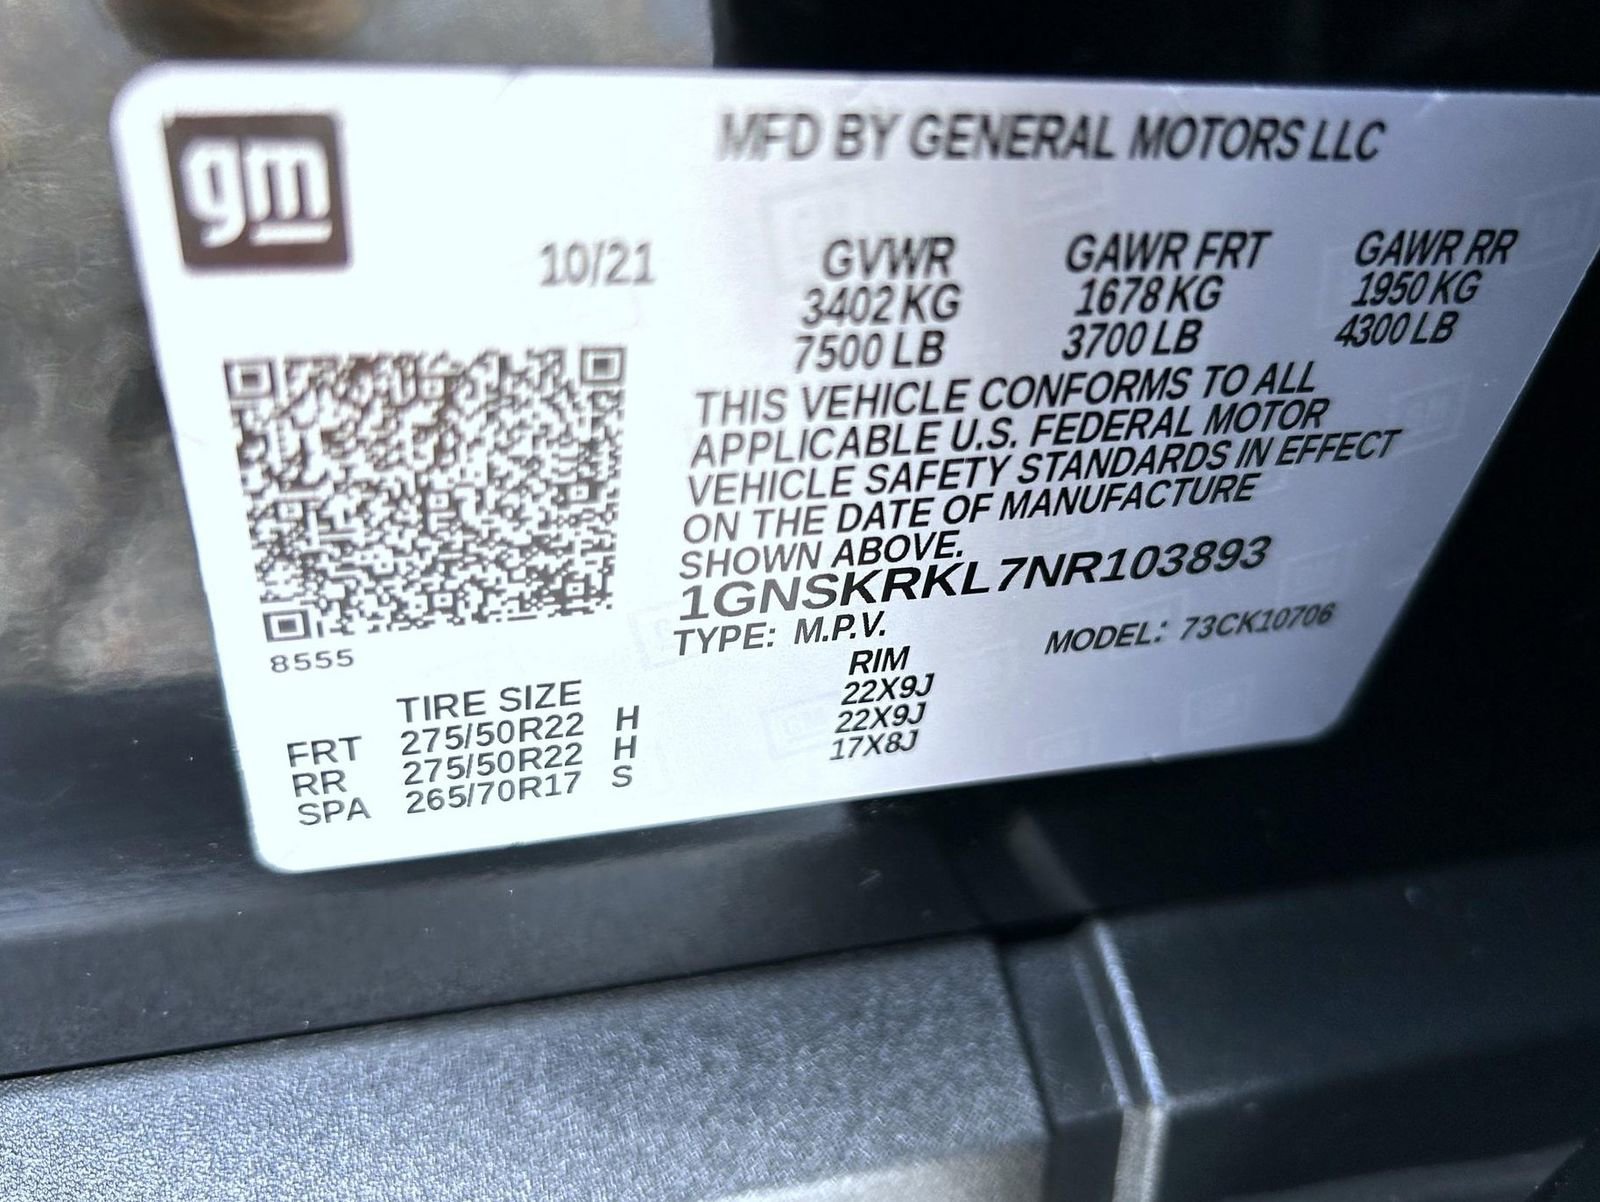 gm
MFD BY GENERAL MOTORS LLC
10/21
GVWR GAWR FRT GAWR RR
3402 KG 1678 KG 1950 KG
7500 LB 3700 LB 4300 LB
THIS VEHICLE CONFORMS TO ALL
APPLICABLE U.S. FEDERAL MOTOR
VEHICLE SAFETY STANDARDS IN EFFECT
ON THE DATE OF MANUFACTURE
SHOWN ABOVE.
1GNSKRKL7NR103893
TYPE: M.P.V. MODEL: 73CK10706
8555
TIRE SIZE RIM
FRT 275/50R22 H 22X9J
RR 275/50R22 H 22X9J
SPA 265/70R17 S 17X8J